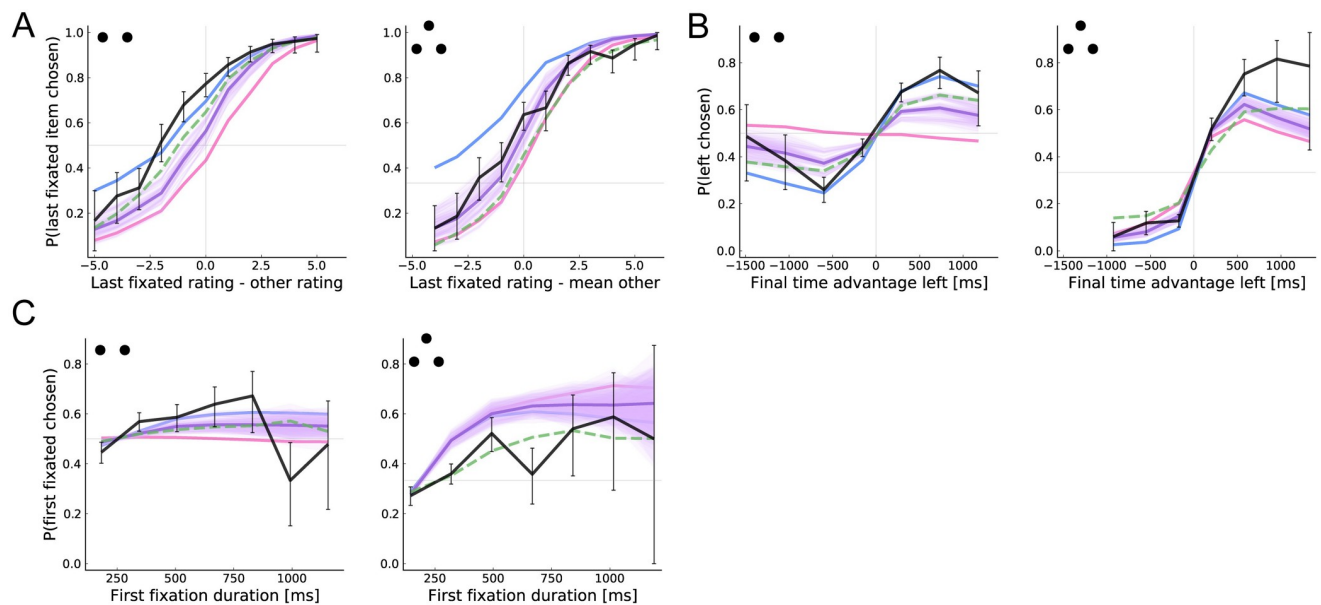 A
P(last fixated item chosen)
1.0
0.8
0.6
0.4
0.2
−5.0 −2.5 0.0 2.5 5.0
Last fixated rating - other rating
1.0
0.8
0.6
0.4
0.2
−5.0 −2.5 0.0 2.5 5.0
Last fixated rating - mean other
B
P(left chosen)
1.0
0.8
0.6
0.4
0.2
0.0
−1500 −1000 −500 0 500 1000
Final time advantage left [ms]
1.0
0.8
0.6
0.4
0.2
0.0
−1500 −1000 −500 0 500 1000
Final time advantage left [ms]
C
P(first fixated chosen)
0.8
0.6
0.4
0.2
0.0
250 500 750 1000
First fixation duration [ms]
0.8
0.6
0.4
0.2
0.0
250 500 750 1000
First fixation duration [ms]